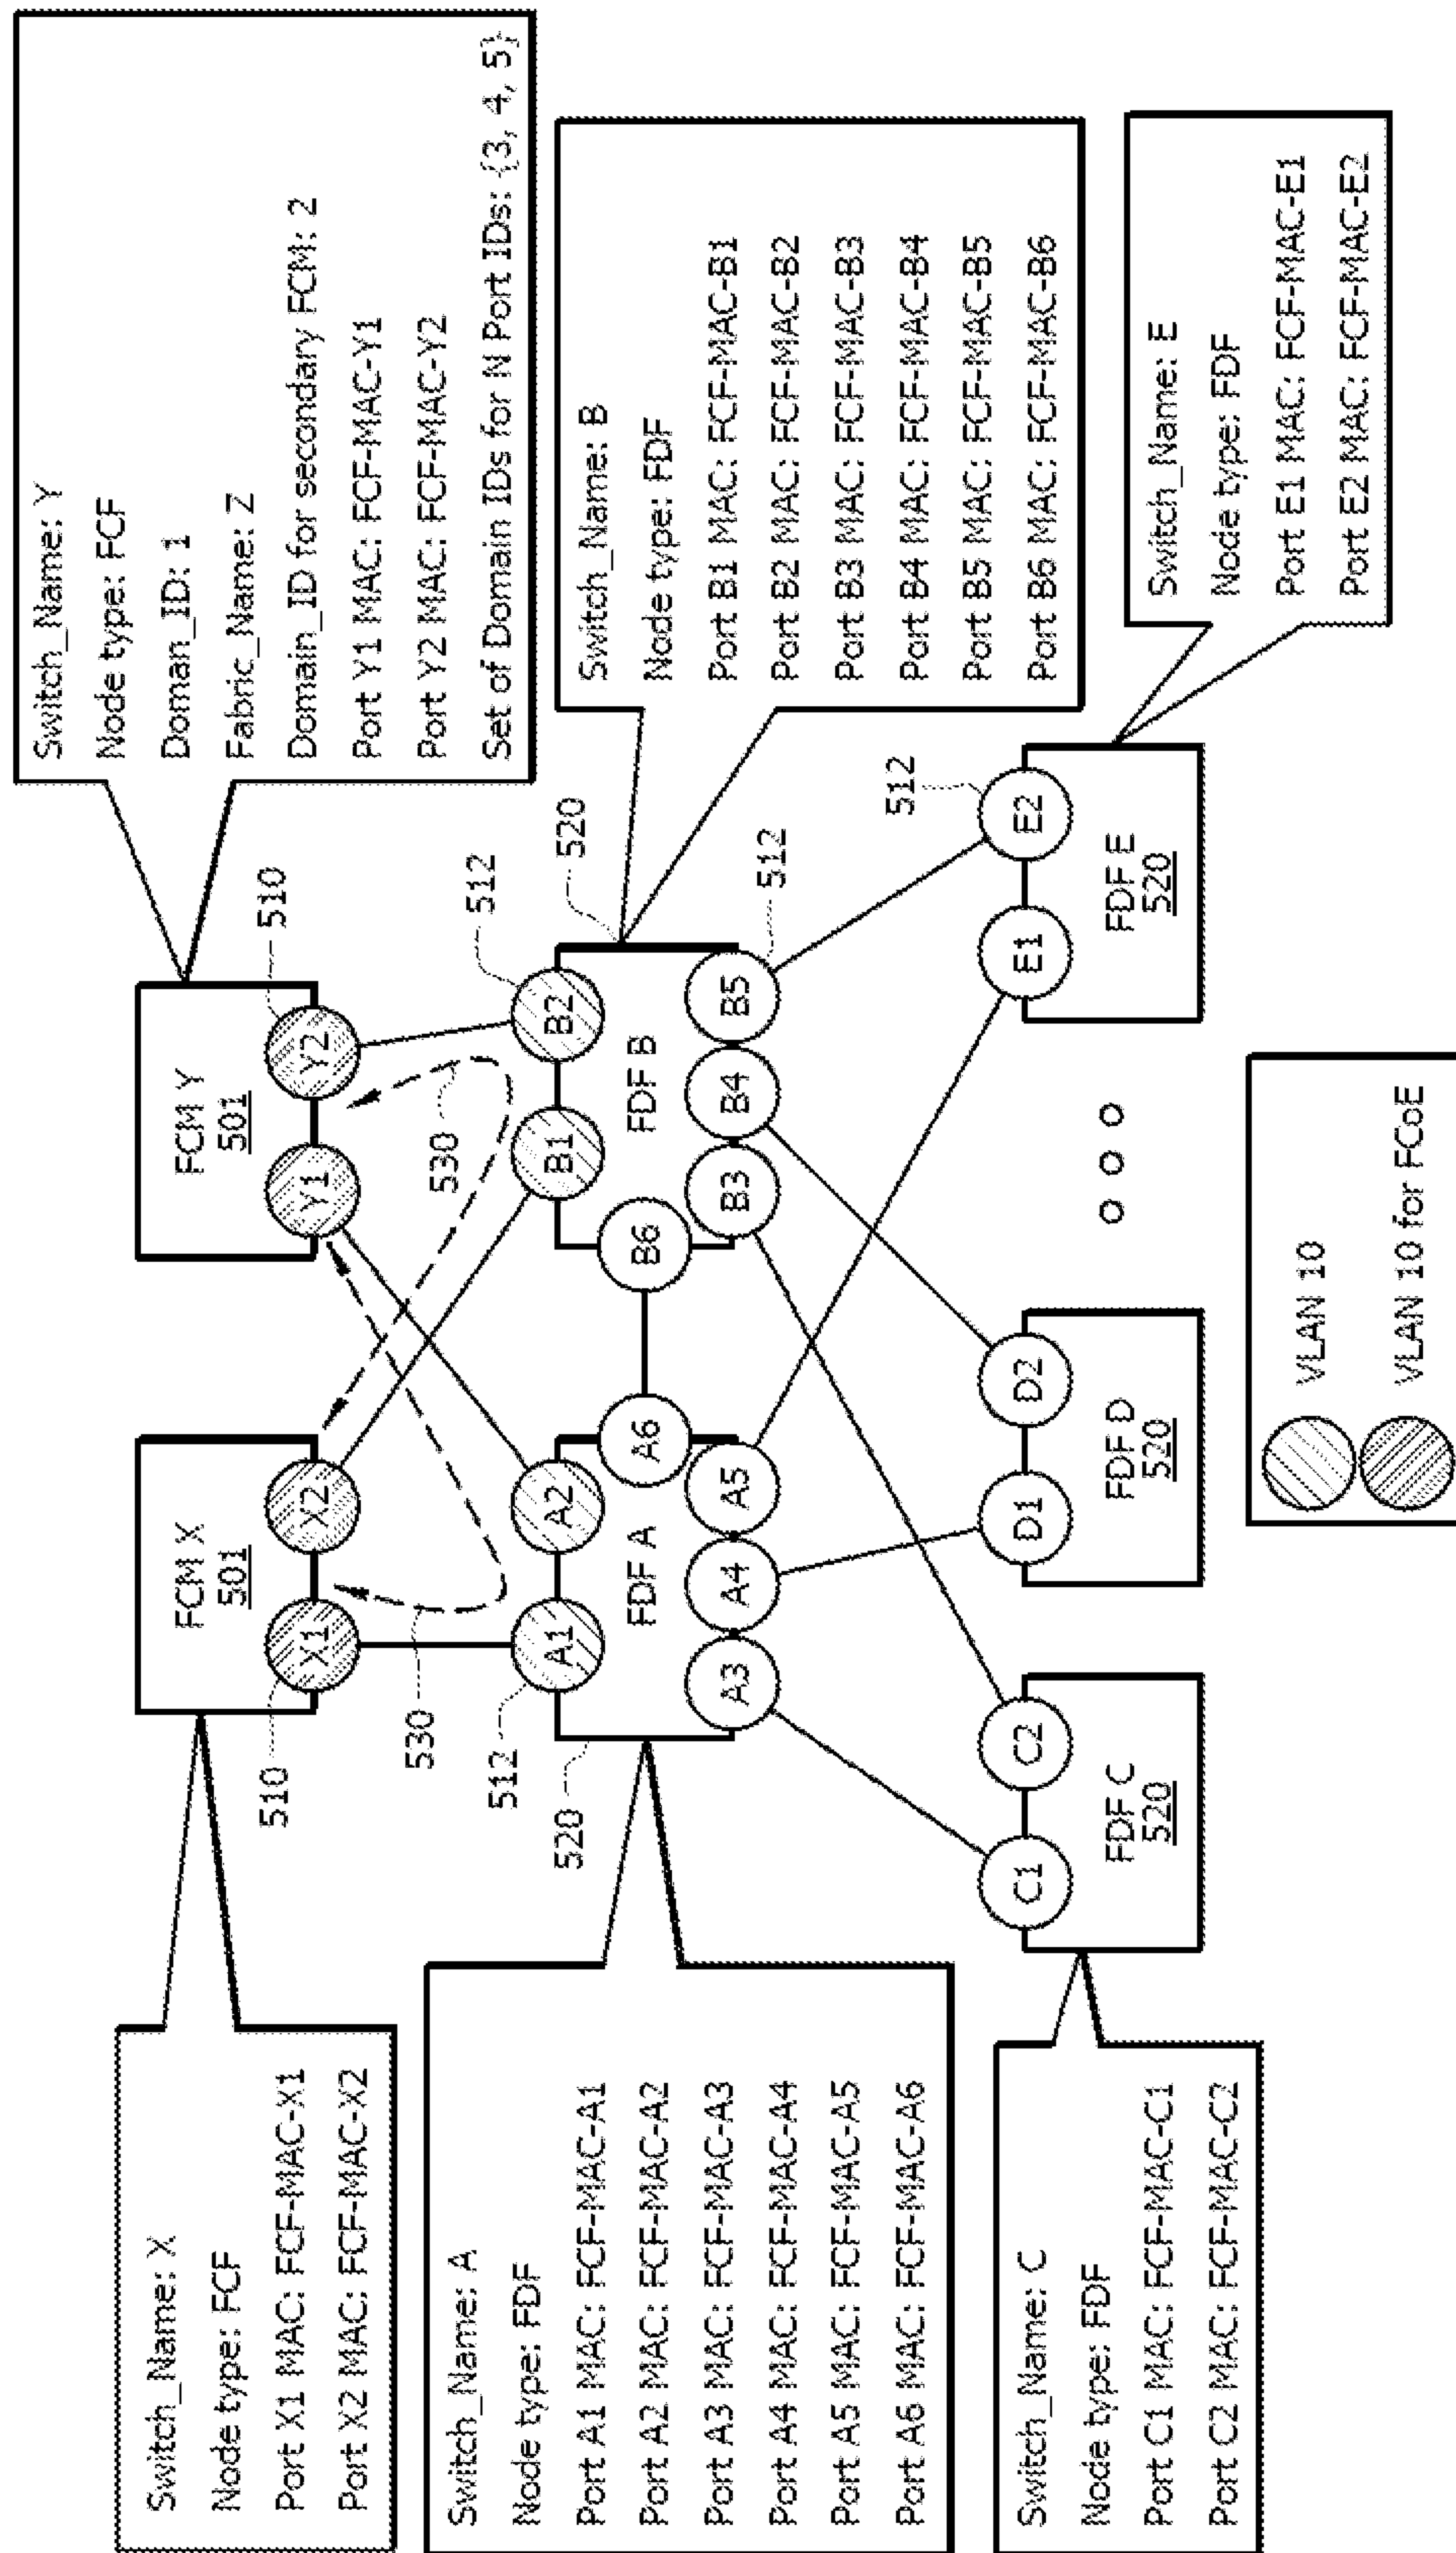 Switch_Name: X
Node type: FCF
Port X1 MAC: FCF-MAC-X1
Port X2 MAC: FCF-MAC-X2
FCM X
501
X1
X2
510
530
FCM Y
501
Y1
Y2
510
530
Switch_Name: Y
Node type: FCF
Doman_ID: 1
Fabric_Name: Z
Domain_ID for secondary FCM: 2
Port Y1 MAC: FCF-MAC-Y1
Port Y2 MAC: FCF-MAC-Y2
Set of Domain IDs for N Port IDs: {3, 4, 5}
Switch_Name: A
Node type: FDF
Port A1 MAC: FCF-MAC-A1
Port A2 MAC: FCF-MAC-A2
Port A3 MAC: FCF-MAC-A3
Port A4 MAC: FCF-MAC-A4
Port A5 MAC: FCF-MAC-A5
Port A6 MAC: FCF-MAC-A6
512
520
A1
A2
FDF A
A6
A3
A4
A5
512
520
B1
B2
FDF B
B6
B3
B4
B5
512
Switch_Name: B
Node type: FDF
Port B1 MAC: FCF-MAC-B1
Port B2 MAC: FCF-MAC-B2
Port B3 MAC: FCF-MAC-B3
Port B4 MAC: FCF-MAC-B4
Port B5 MAC: FCF-MAC-B5
Port B6 MAC: FCF-MAC-B6
Switch_Name: C
Node type: FDF
Port C1 MAC: FCF-MAC-C1
Port C2 MAC: FCF-MAC-C2
C1
C2
FDF C
520
D1
D2
FDF D
520
512
E1
E2
FDF E
520
Switch_Name: E
Node type: FDF
Port E1 MAC: FCF-MAC-E1
Port E2 MAC: FCF-MAC-E2
VLAN 10
VLAN 10 for FCoE